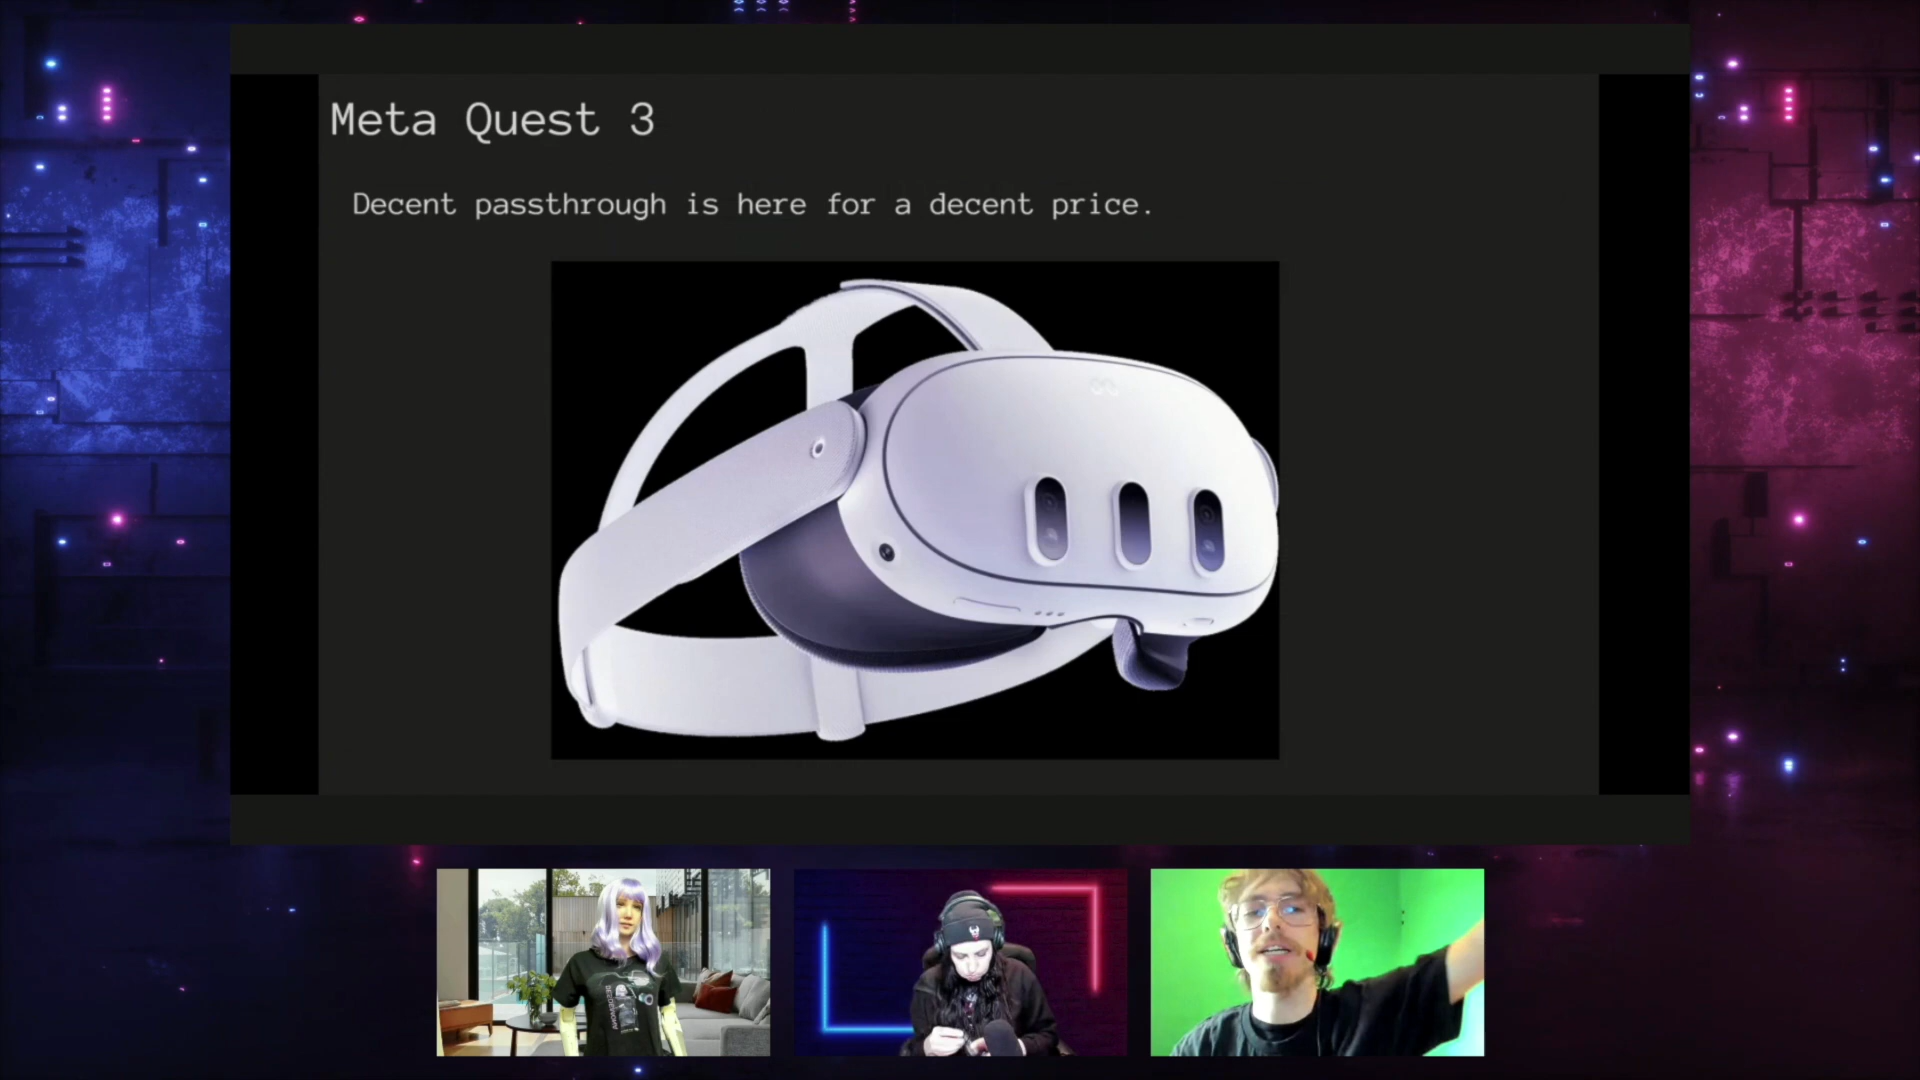 Meta Quest 3
Decent passthrough is here for a decent price.